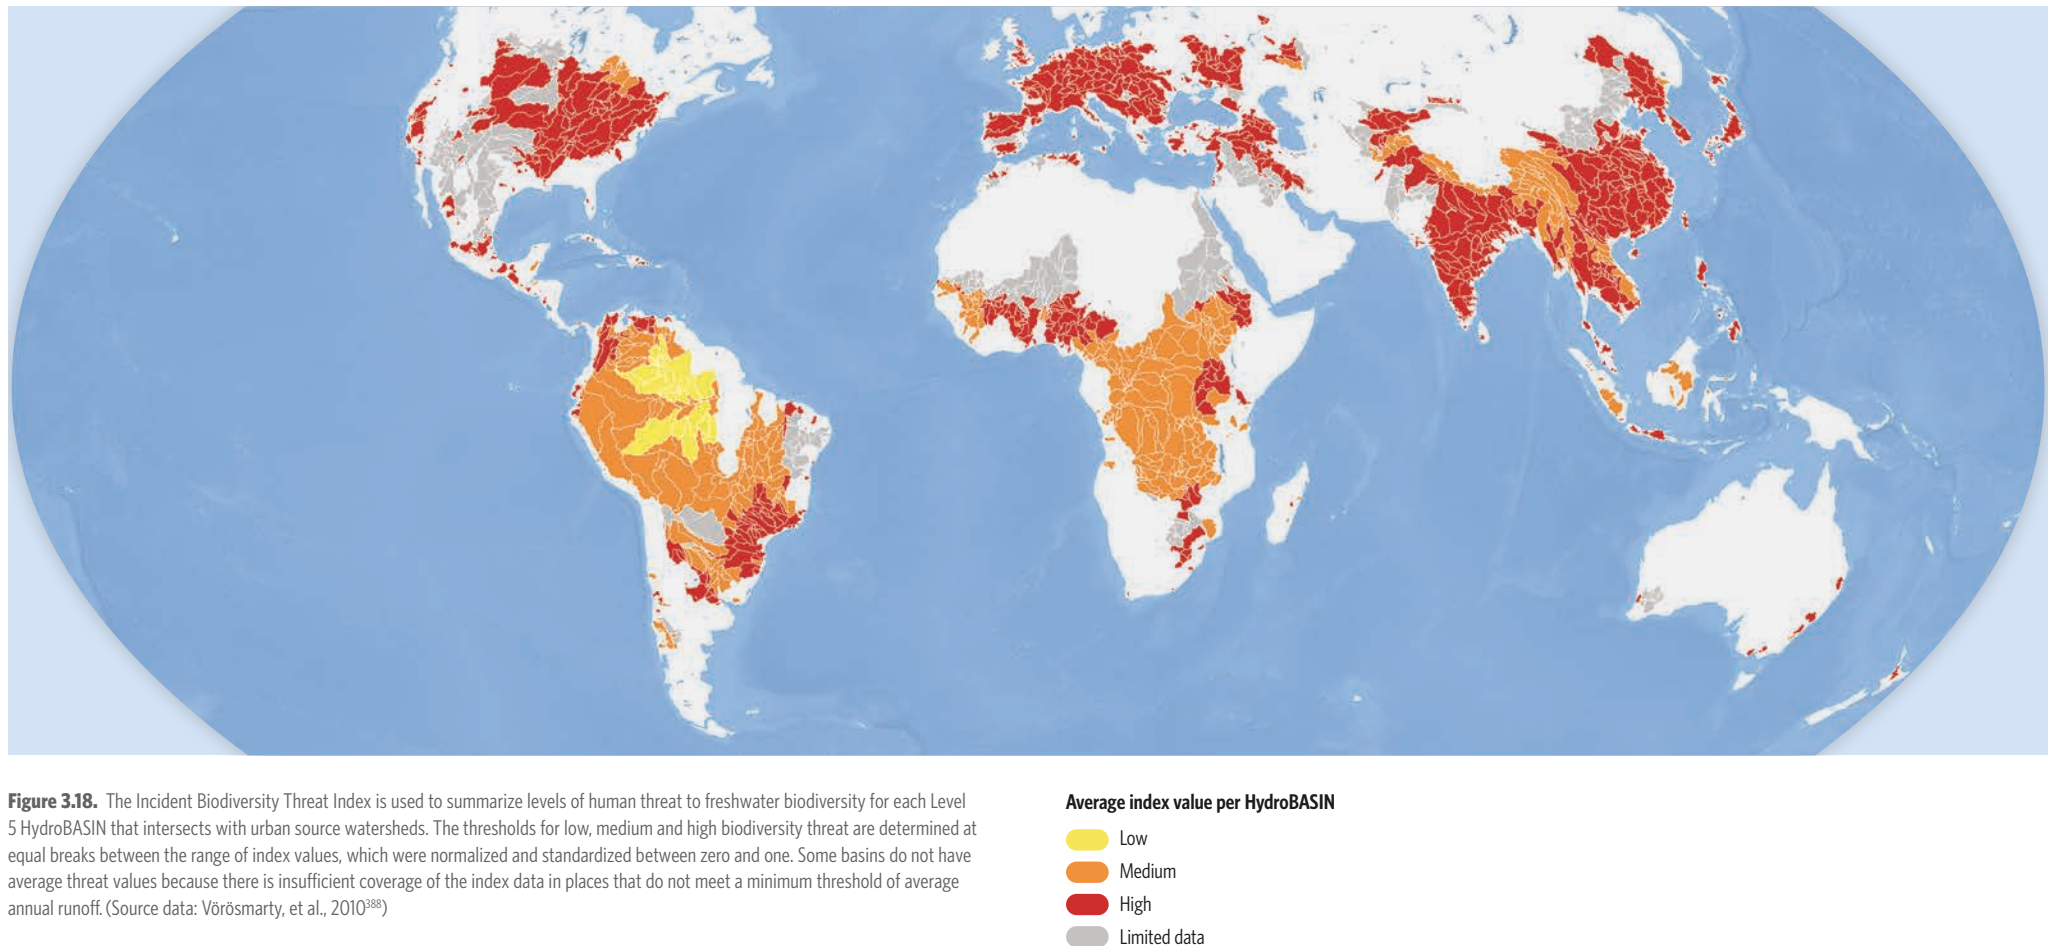 Figure 3.18. The Incident Biodiversity Threat Index is used to summarize levels of human threat to freshwater biodiversity for each Level
5 HydroBASIN that intersects with urban source watersheds. The thresholds for low, medium and high biodiversity threat are determined at
equal breaks between the range of index values, which were normalized and standardized between zero and one. Some basins do not have
average threat values because there is insufficient coverage of the index data in places that do not meet a minimum threshold of average
annual runoff. (Source data: Vörösmarty, et al., 2010³⁸⁸)
Average index value per HydroBASIN
Low
Medium
High
Limited data